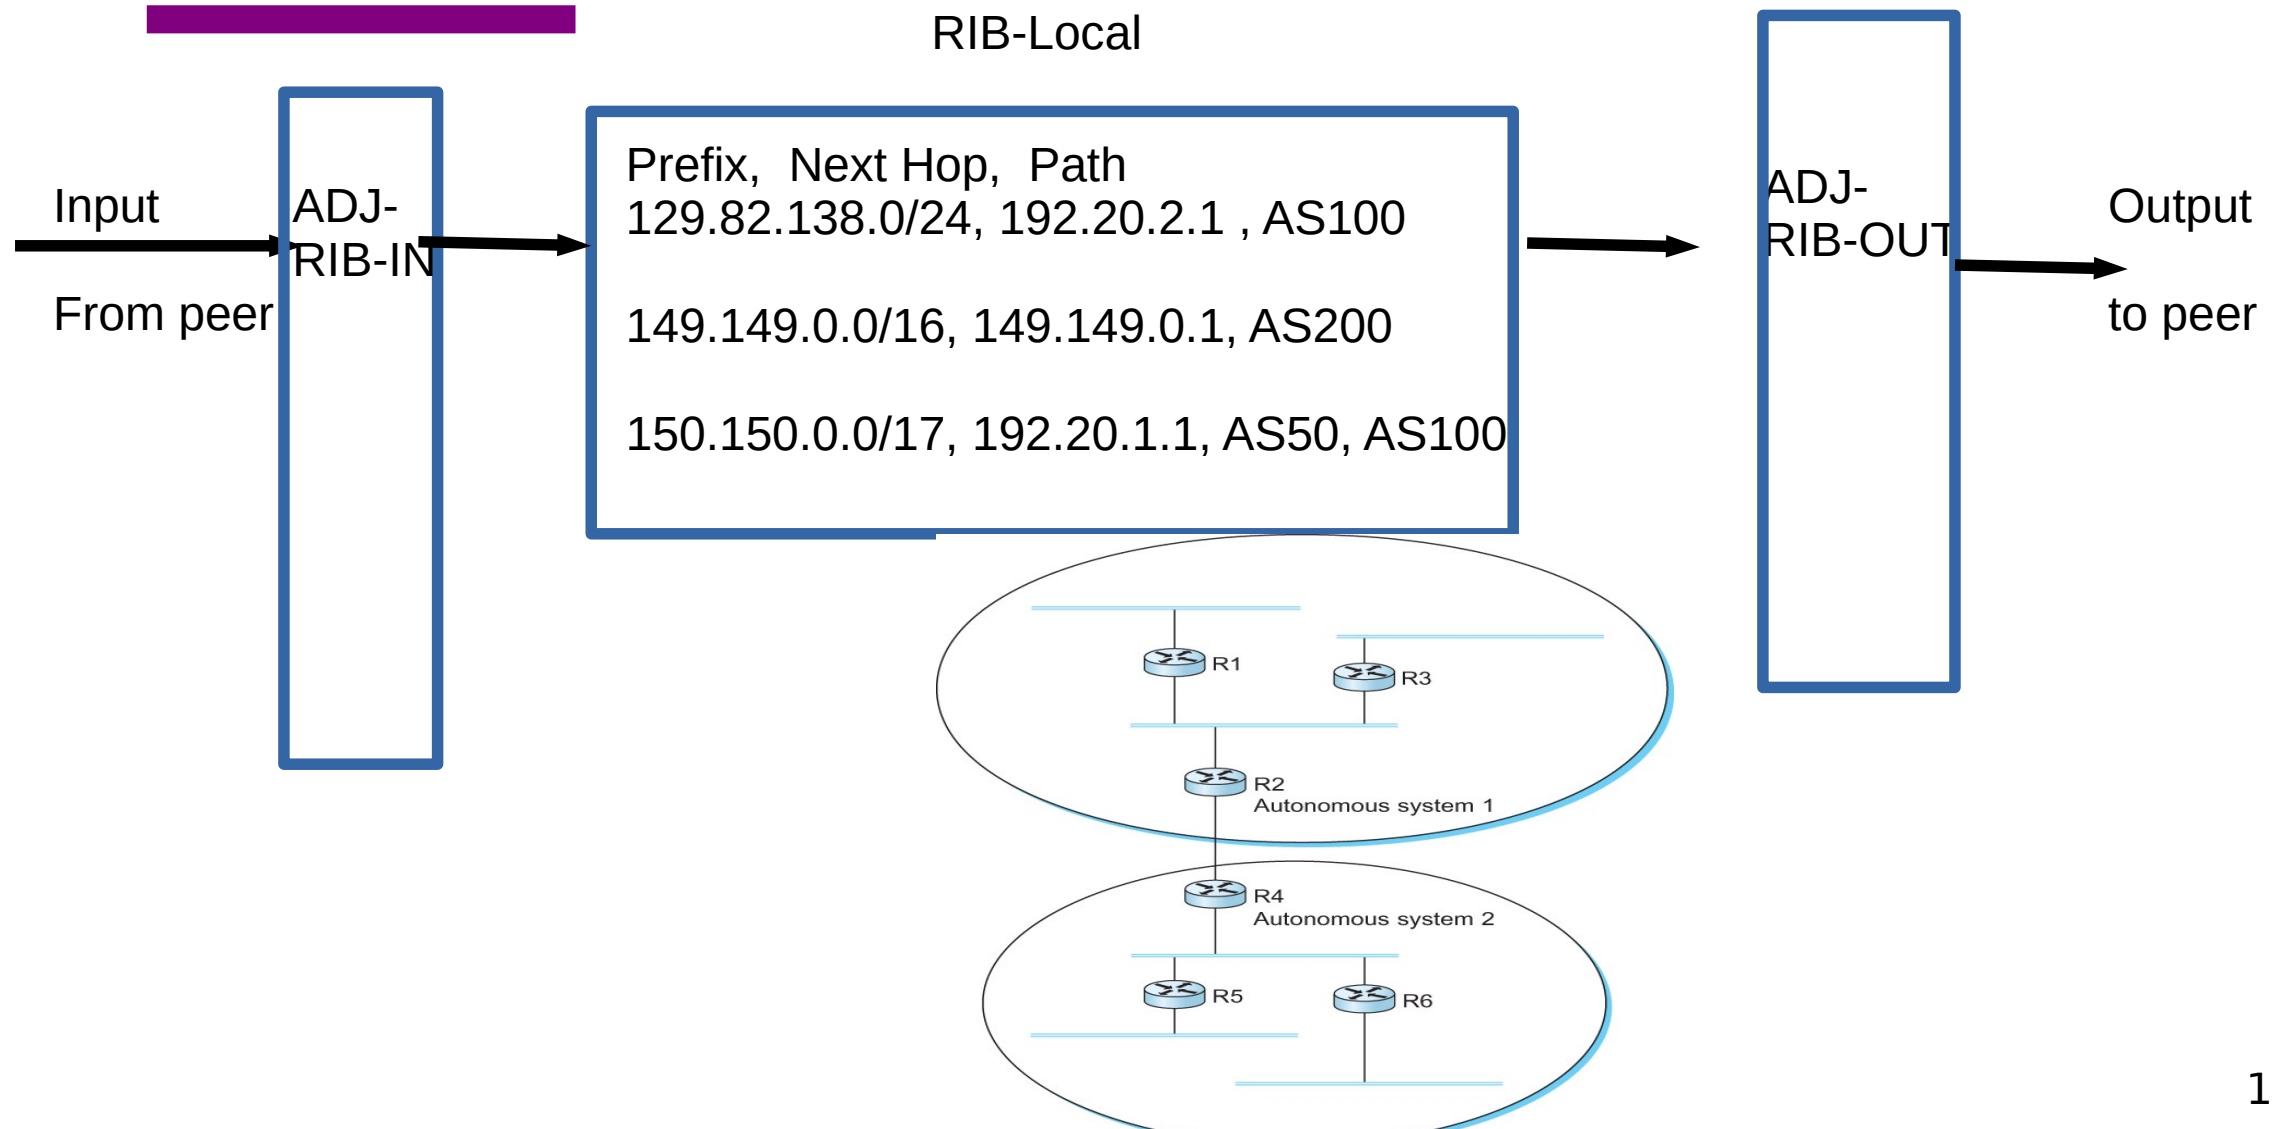 RIB-Local
Input
From peer
ADJ-
RIB-IN
Prefix,  Next Hop,  Path
129.82.138.0/24, 192.20.2.1 , AS100
149.149.0.0/16, 149.149.0.1, AS200
150.150.0.0/17, 192.20.1.1, AS50, AS100
ADJ-
RIB-OUT
Output
to peer
R1
R3
R2
Autonomous system 1
R4
Autonomous system 2
R5
R6
1